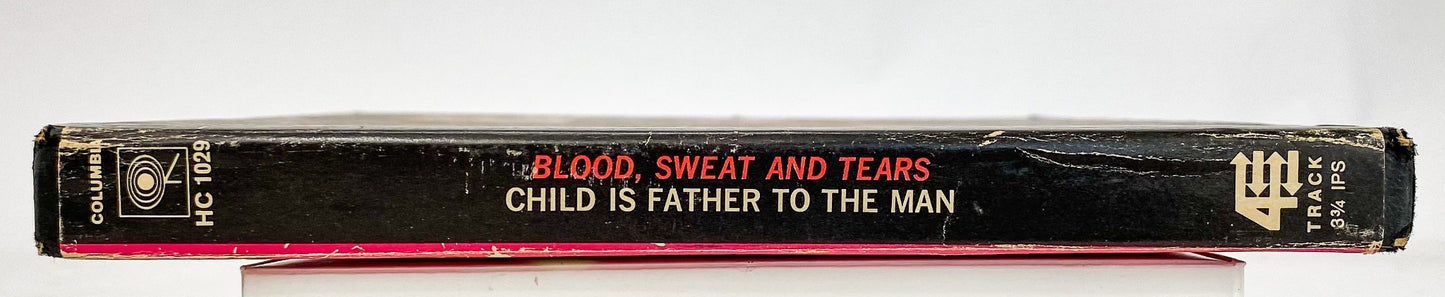 COLUMBIA
HC 1029
BLOOD, SWEAT AND TEARS
CHILD IS FATHER TO THE MAN
4
TRACK
3¾ IPS